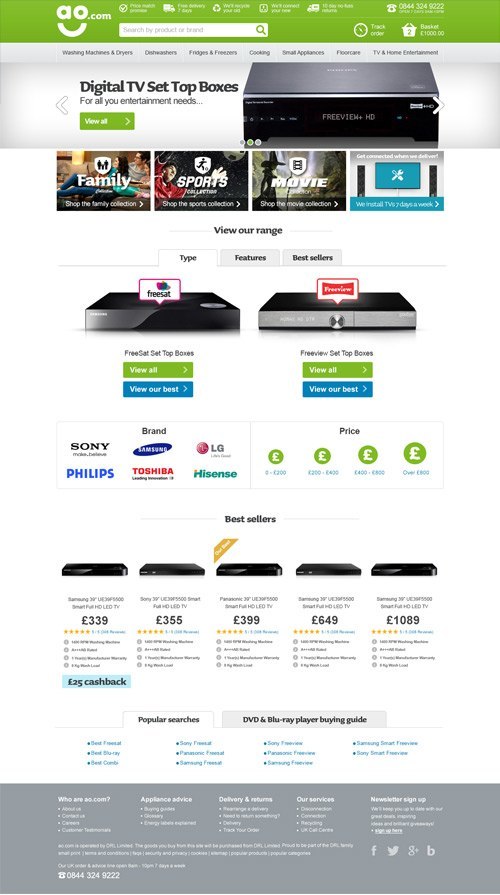 ao.com
Price match promise
Free delivery 7 days
We'll recycle your old
We'll connect your new
10 day no fuss returns
0844 324 9222
OPEN 7 DAYS 8AM-10PM
Search by product or brand
Track order
2
Basket £1000.00
Washing Machines & Dryers
Dishwashers
Fridges & Freezers
Cooking
Small Appliances
Floorcare
TV & Home Entertainment
Digital TV Set Top Boxes
For all you entertainment needs...
View all
FREEVIEW+ HD
Family
COLLECTION
Shop the family collection
SPORTS
COLLECTION
Shop the sports collection
MOVIE
Collection
Shop the movie collection
Get connected when we deliver!
We install TVs 7 days a week
View our range
Type
Features
Best sellers
freesat
SAMSUNG
Freeview
HUMAX HD DTR
FreeSat Set Top Boxes
Freeview Set Top Boxes
View all
View all
View our best
View our best
Brand
Price
SONY
make.believe
SAMSUNG
LG
Life's Good
PHILIPS
TOSHIBA
Leading Innovation
Hisense
£
£
£
£
0 - £200
£200 - £400
£400 - £800
Over £800
Best sellers
Our Best
Samsung 39" UE39F5500 Smart Full HD LED TV
£339
5 / 5 (308 Reviews)
1400 RPM Washing Machine
A+++AB Rated
1 Year(s) Manufacturer Warranty
8 Kg Wash Load
£25 cashback
Sony 39" UE39F5500 Smart Full HD LED TV
£355
5 / 5 (308 Reviews)
1400 RPM Washing Machine
A+++AB Rated
1 Year(s) Manufacturer Warranty
8 Kg Wash Load
Panasonic 39" UE39F5500 Smart Full HD LED TV
£399
5 / 5 (308 Reviews)
1400 RPM Washing Machine
A+++AB Rated
1 Year(s) Manufacturer Warranty
8 Kg Wash Load
Samsung 39" UE39F5500 Smart Full HD LED TV
£649
5 / 5 (308 Reviews)
1400 RPM Washing Machine
A+++AB Rated
1 Year(s) Manufacturer Warranty
8 Kg Wash Load
Samsung 39" UE39F5500 Smart Full HD LED TV
£1089
5 / 5 (308 Reviews)
1400 RPM Washing Machine
A+++AB Rated
1 Year(s) Manufacturer Warranty
8 Kg Wash Load
Popular searches
DVD & Blu-ray player buying guide
Best Freesat
Sony Freesat
Sony Freeview
Samsung Smart Freeview
Best Blu-ray
Panasonic Freesat
Panasonic Freeview
Sony Smart Freeview
Best Combi
Samsung Freesat
Samsung Freeview
Who are ao.com?
About us
Contact us
Careers
Customer Testimonials
Appliance advice
Buying guides
Glossary
Energy labels explained
Delivery & returns
Rearrange a delivery
Need to return something?
Delivery
Track Your Order
Our services
Disconnection
Connection
Recycling
UK Call Centre
Newsletter sign up
We'll keep you up to date with our
great deals, inspiring
ideas and brilliant giveaways!
sign up here
ao.com is operated by DRL Limited. The goods you buy from this site will be purchased from DRL Limited. Proud to be part of the DRL family
small print | terms and conditions | faqs | security and privacy | cookies | sitemap | popular products | popular categories
Our UK order & advice line open 8am - 10pm 7 days a week
0844 324 9222